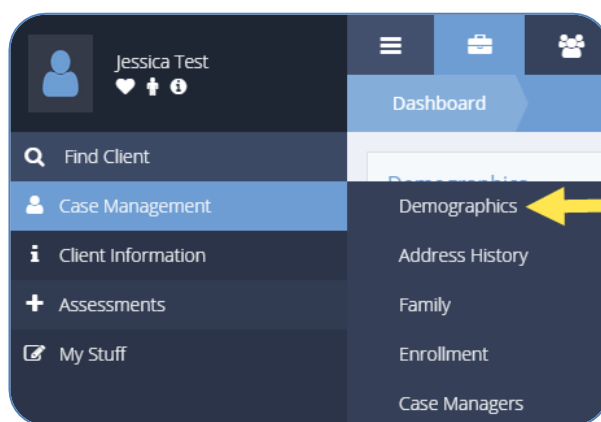 Jessica Test
Dashboard
Find Client
Demographics
Case Management
Demographics
Client Information
Address History
Assessments
Family
My Stuff
Enrollment
Case Managers